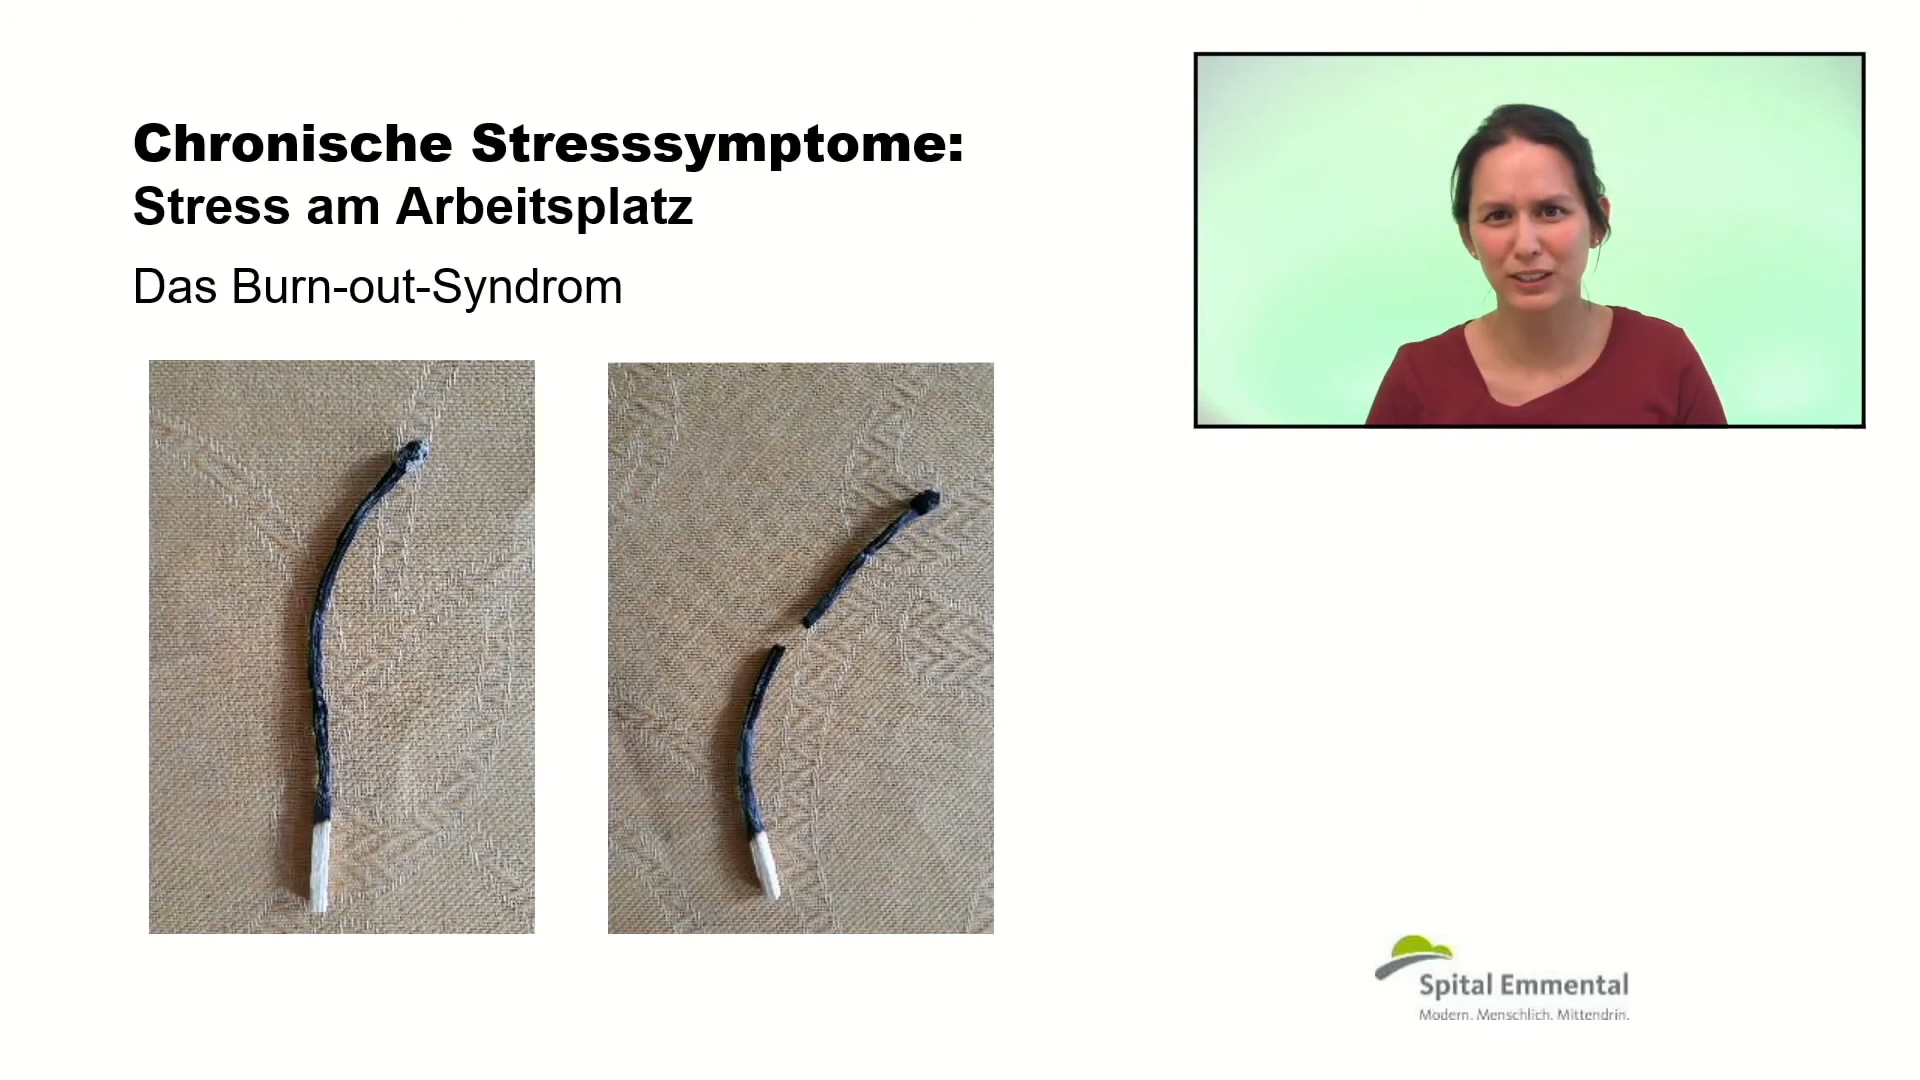 Chronische Stresssymptome:
Stress am Arbeitsplatz
Das Burn-out-Syndrom
Spital Emmental
Modern. Menschlich. Mittendrin.